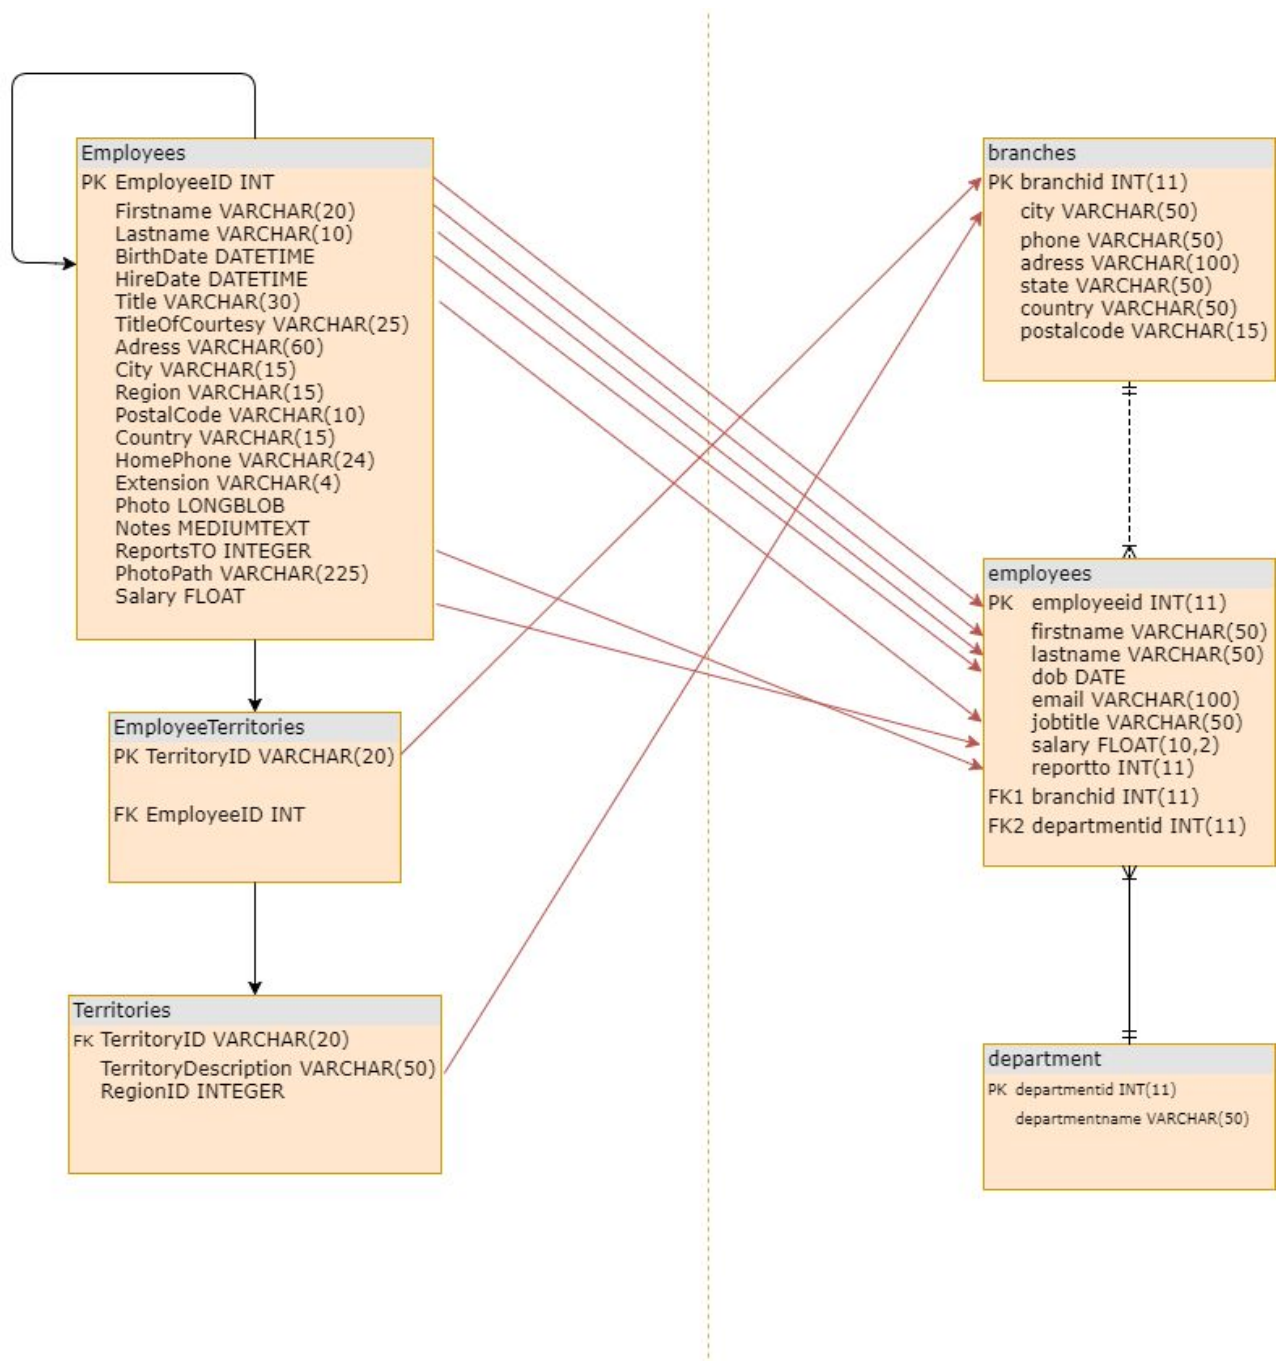 Employees
PK EmployeeID INT
Firstname VARCHAR(20)
Lastname VARCHAR(10)
BirthDate DATETIME
HireDate DATETIME
Title VARCHAR(30)
TitleOfCourtesy VARCHAR(25)
Adress VARCHAR(60)
City VARCHAR(15)
Region VARCHAR(15)
PostalCode VARCHAR(10)
Country VARCHAR(15)
HomePhone VARCHAR(24)
Extension VARCHAR(4)
Photo LONGBLOB
Notes MEDIUMTEXT
ReportsTO INTEGER
PhotoPath VARCHAR(225)
Salary FLOAT
EmployeeTerritories
PK TerritoryID VARCHAR(20)
FK EmployeeID INT
Territories
FK TerritoryID VARCHAR(20)
TerritoryDescription VARCHAR(50)
RegionID INTEGER
branches
PK branchid INT(11)
city VARCHAR(50)
phone VARCHAR(50)
adress VARCHAR(100)
state VARCHAR(50)
country VARCHAR(50)
postalcode VARCHAR(15)
employees
PK employeeid INT(11)
firstname VARCHAR(50)
lastname VARCHAR(50)
dob DATE
email VARCHAR(100)
jobtitle VARCHAR(50)
salary FLOAT(10,2)
reportto INT(11)
FK1 branchid INT(11)
FK2 departmentid INT(11)
department
PK departmentid INT(11)
departmentname VARCHAR(50)